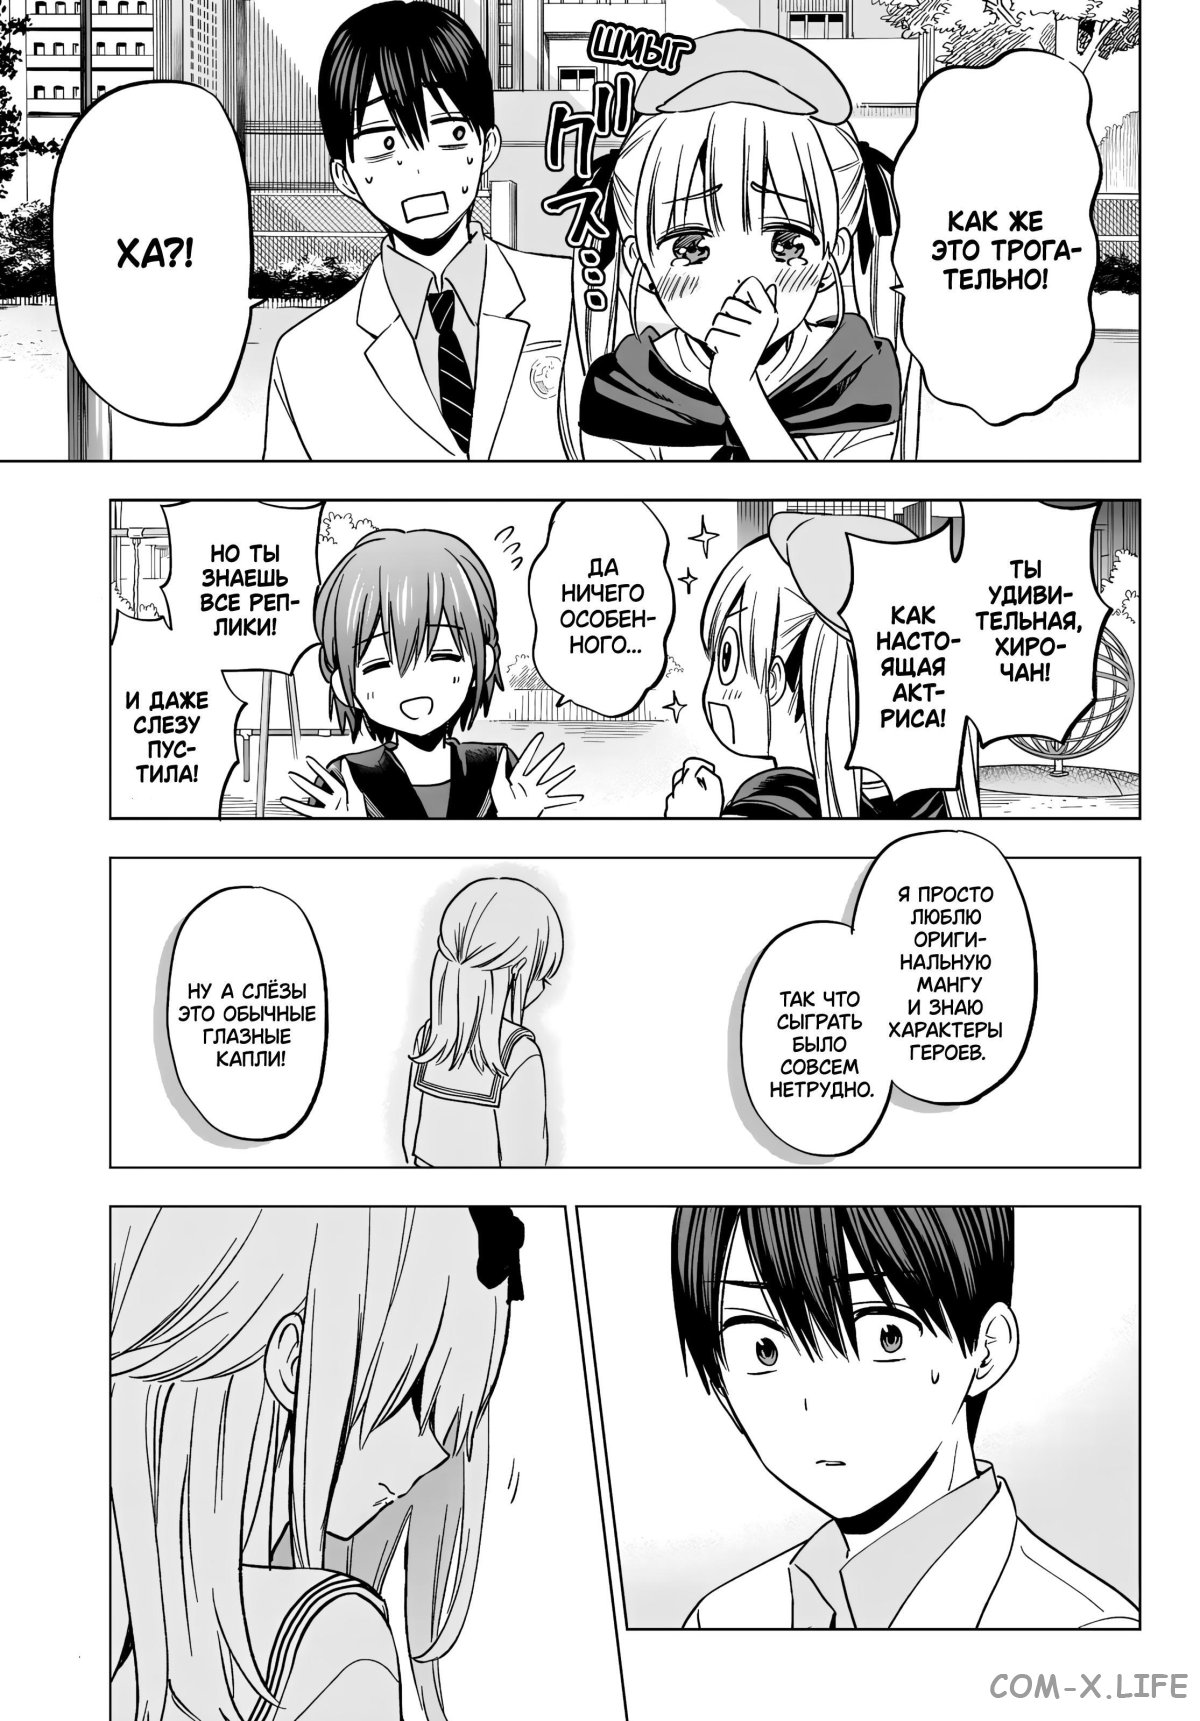 КАК ЖЕ
ЭТО ТРОГА-
ТЕЛЬНО!
ШМЫГ
グズ...
ХА?!
ТЫ
УДИВИ-
ТЕЛЬНАЯ,
ХИРО-
ЧАН!
КАК
НАСТО-
ЯЩАЯ
АКТ-
РИСА!
ДА
НИЧЕГО
ОСОБЕН-
НОГО...
НО ТЫ
ЗНАЕШЬ
ВСЕ РЕП-
ЛИКИ!
И ДАЖЕ
СЛЕЗУ
ПУС-
ТИЛА!
Я ПРОСТО
ЛЮБЛЮ
ОРИГИ-
НАЛЬНУЮ
МАНГУ
И ЗНАЮ
ХАРАКТЕРЫ
ГЕРОЕВ.
ТАК ЧТО
СЫГРАТЬ
БЫЛО
СОВСЕМ
НЕТРУДНО.
НУ А СЛЁЗЫ
ЭТО ОБЫЧНЫЕ
ГЛАЗНЫЕ
КАПЛИ!
COM-X.LIFE